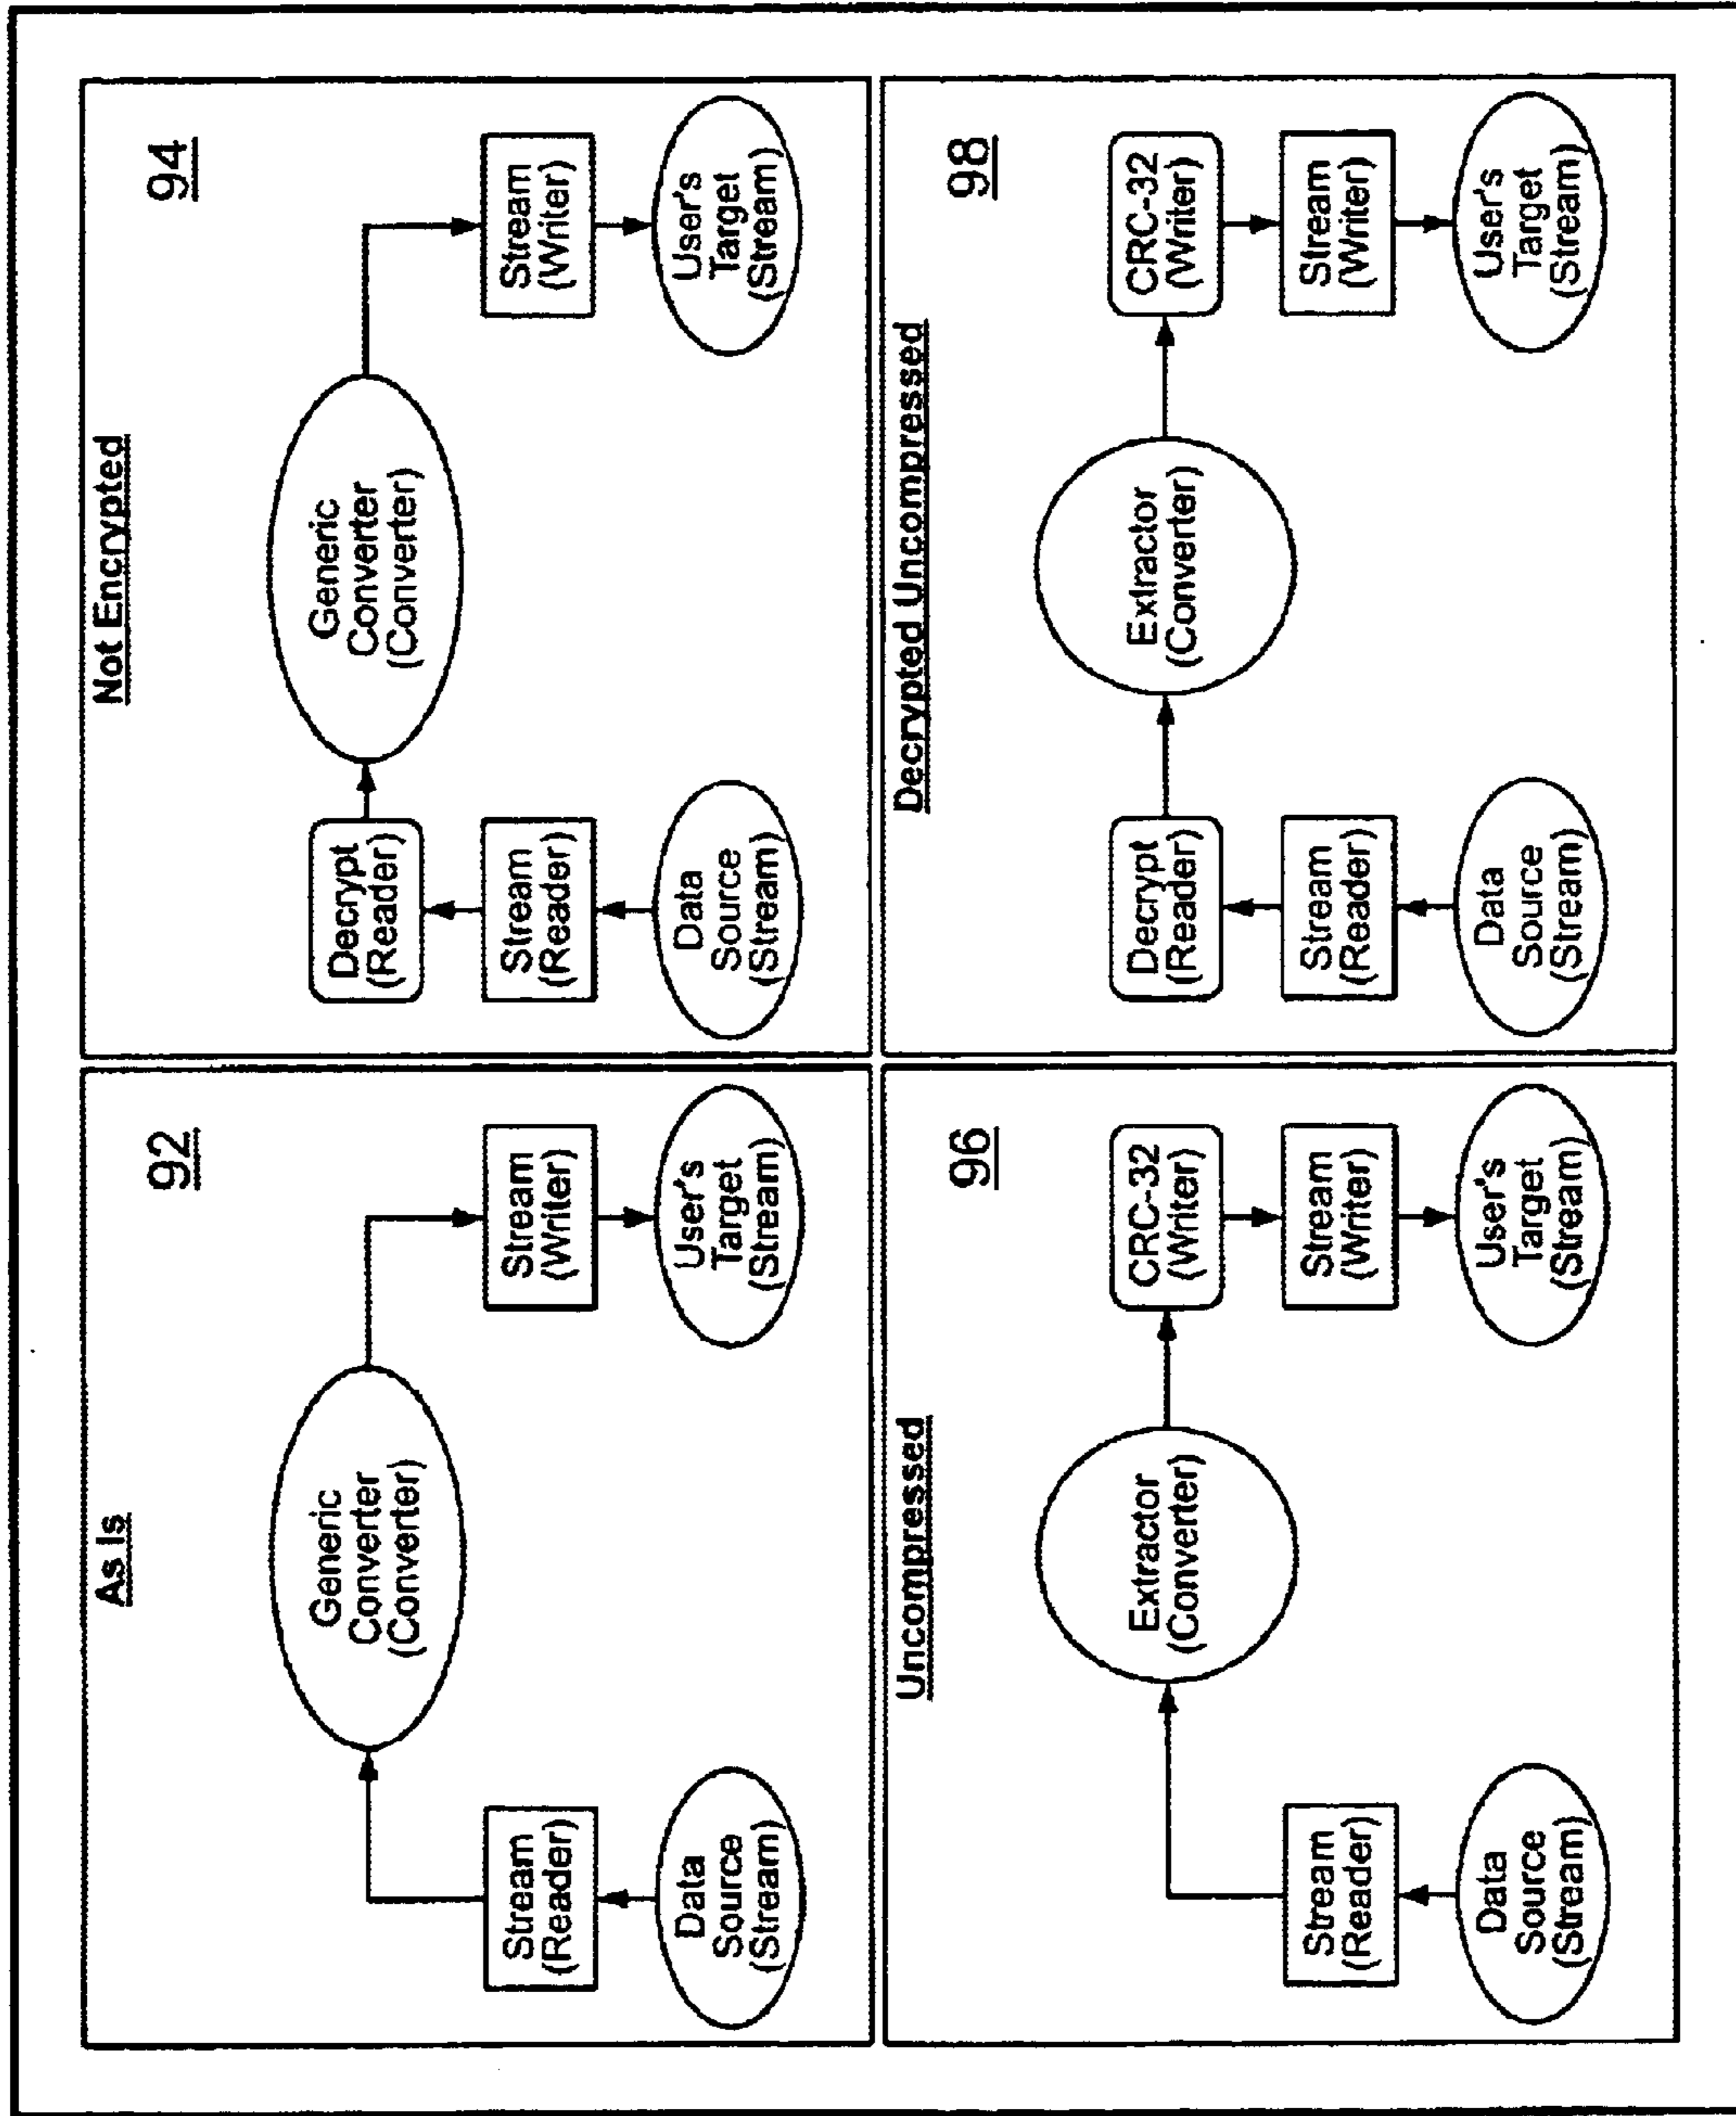 As Is
92
Generic
Converter
(Converter)
Stream
(Reader)
Data
Source
(Stream)
Stream
(Writer)
User's
Target
(Stream)
Not Encrypted
94
Decrypt
(Reader)
Generic
Converter
(Converter)
Stream
(Reader)
Data
Source
(Stream)
Stream
(Writer)
User's
Target
(Stream)
Uncompressed
96
Extractor
(Converter)
CRC-32
(Writer)
Stream
(Reader)
Data
Source
(Stream)
Stream
(Writer)
User's
Target
(Stream)
Decrypted Uncompressed
98
Decrypt
(Reader)
Extractor
(Converter)
CRC-32
(Writer)
Stream
(Reader)
Data
Source
(Stream)
Stream
(Writer)
User's
Target
(Stream)